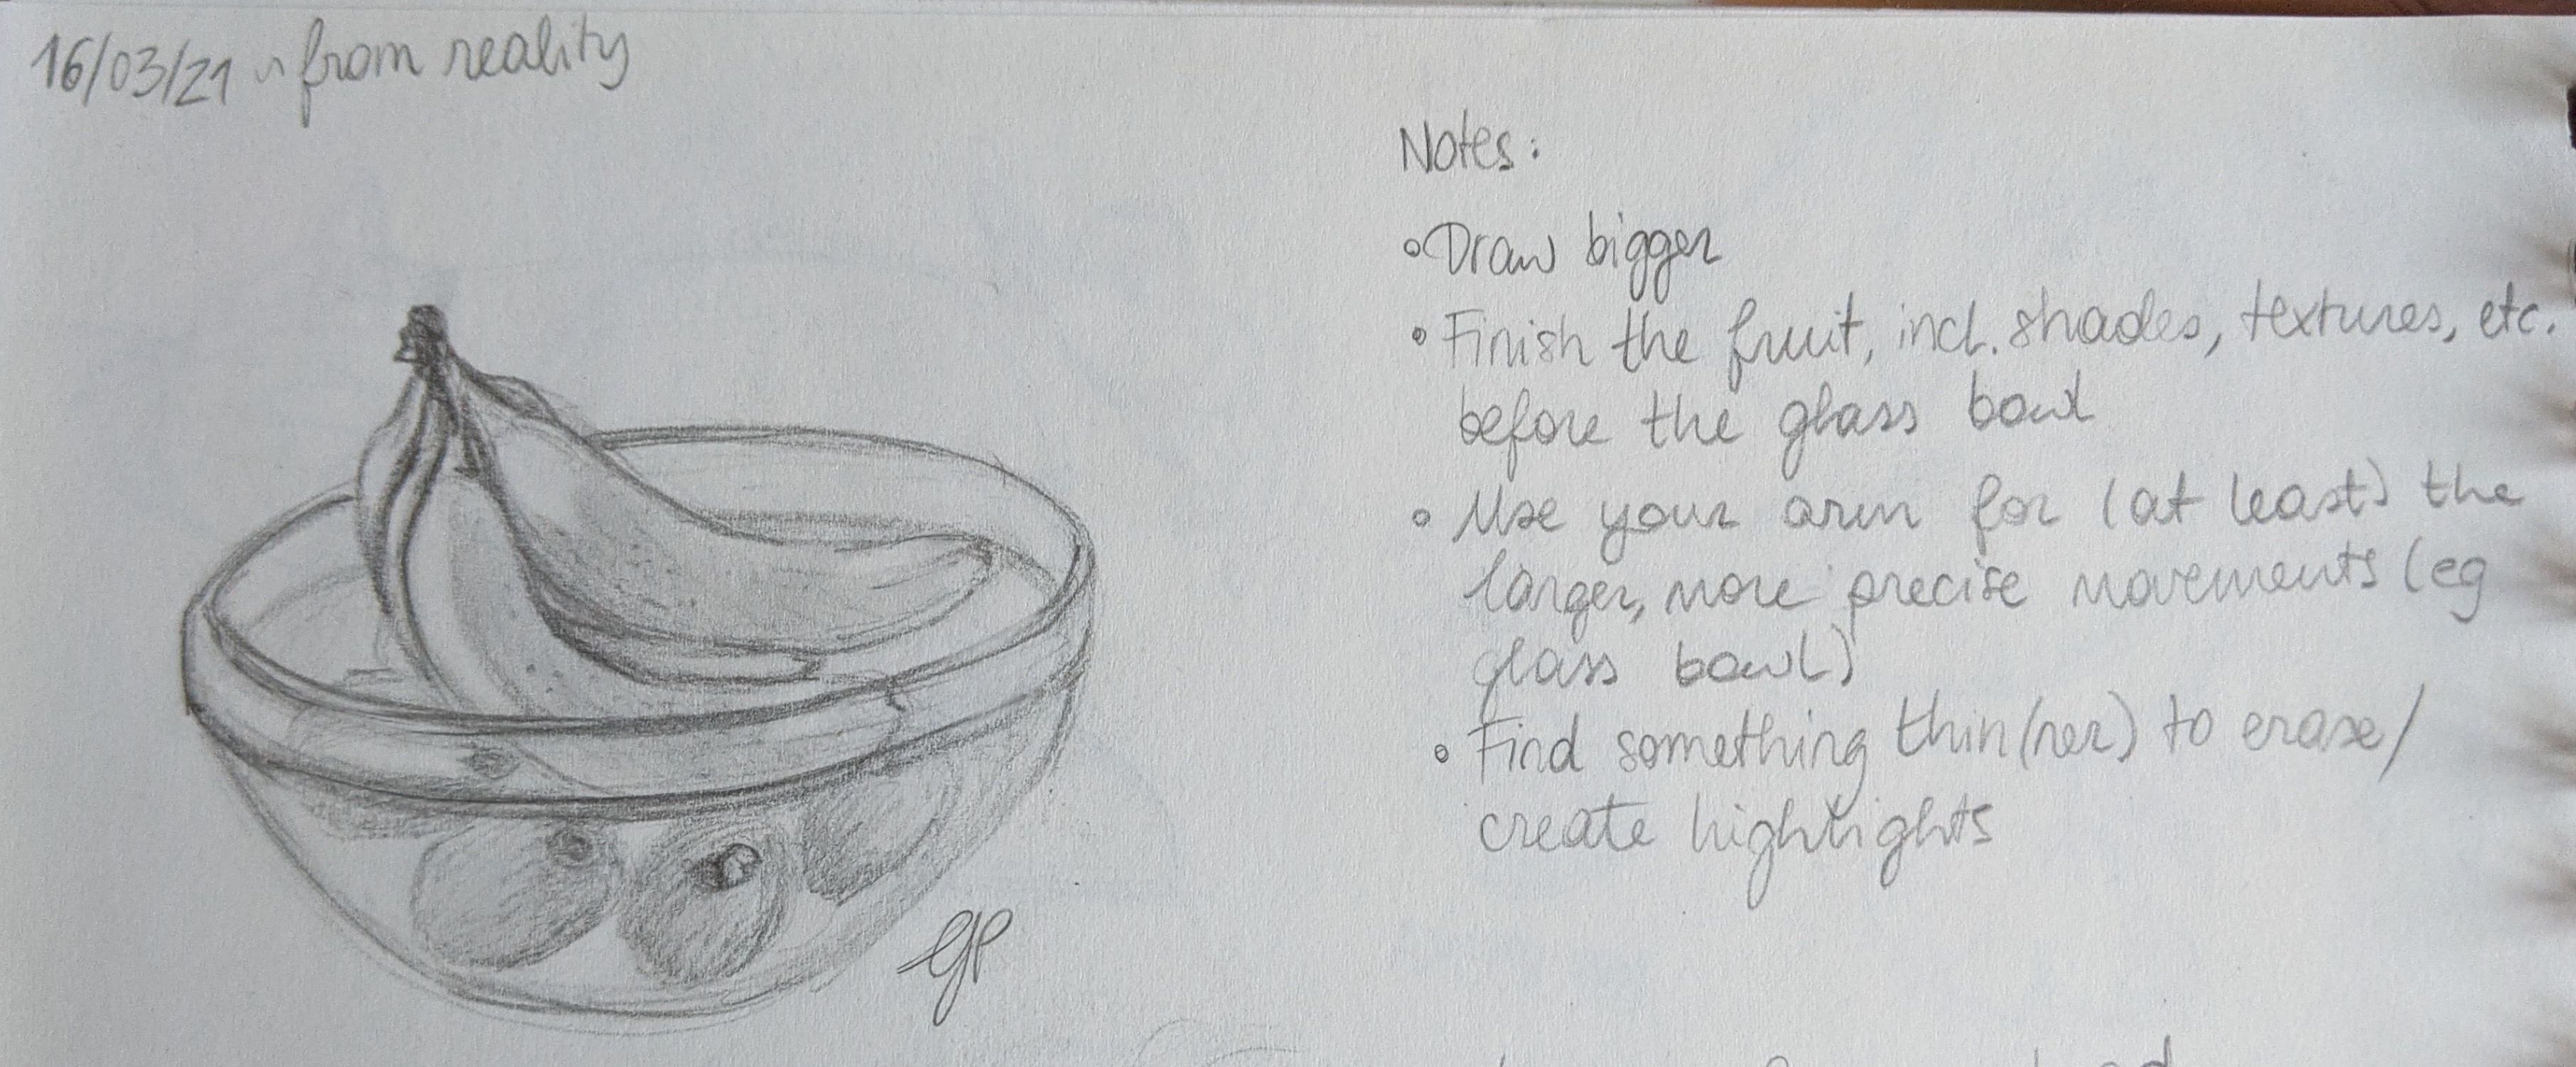 16/03/21 ~ from reality
Notes:
• Draw bigger
• Finish the fruit, incl. shades, textures, etc.
before the glass bowl
• Use your arm for (at least) the
larger, more precise movements (eg
glass bowl)
• Find something thin(ner) to erase/
create highlights
GP